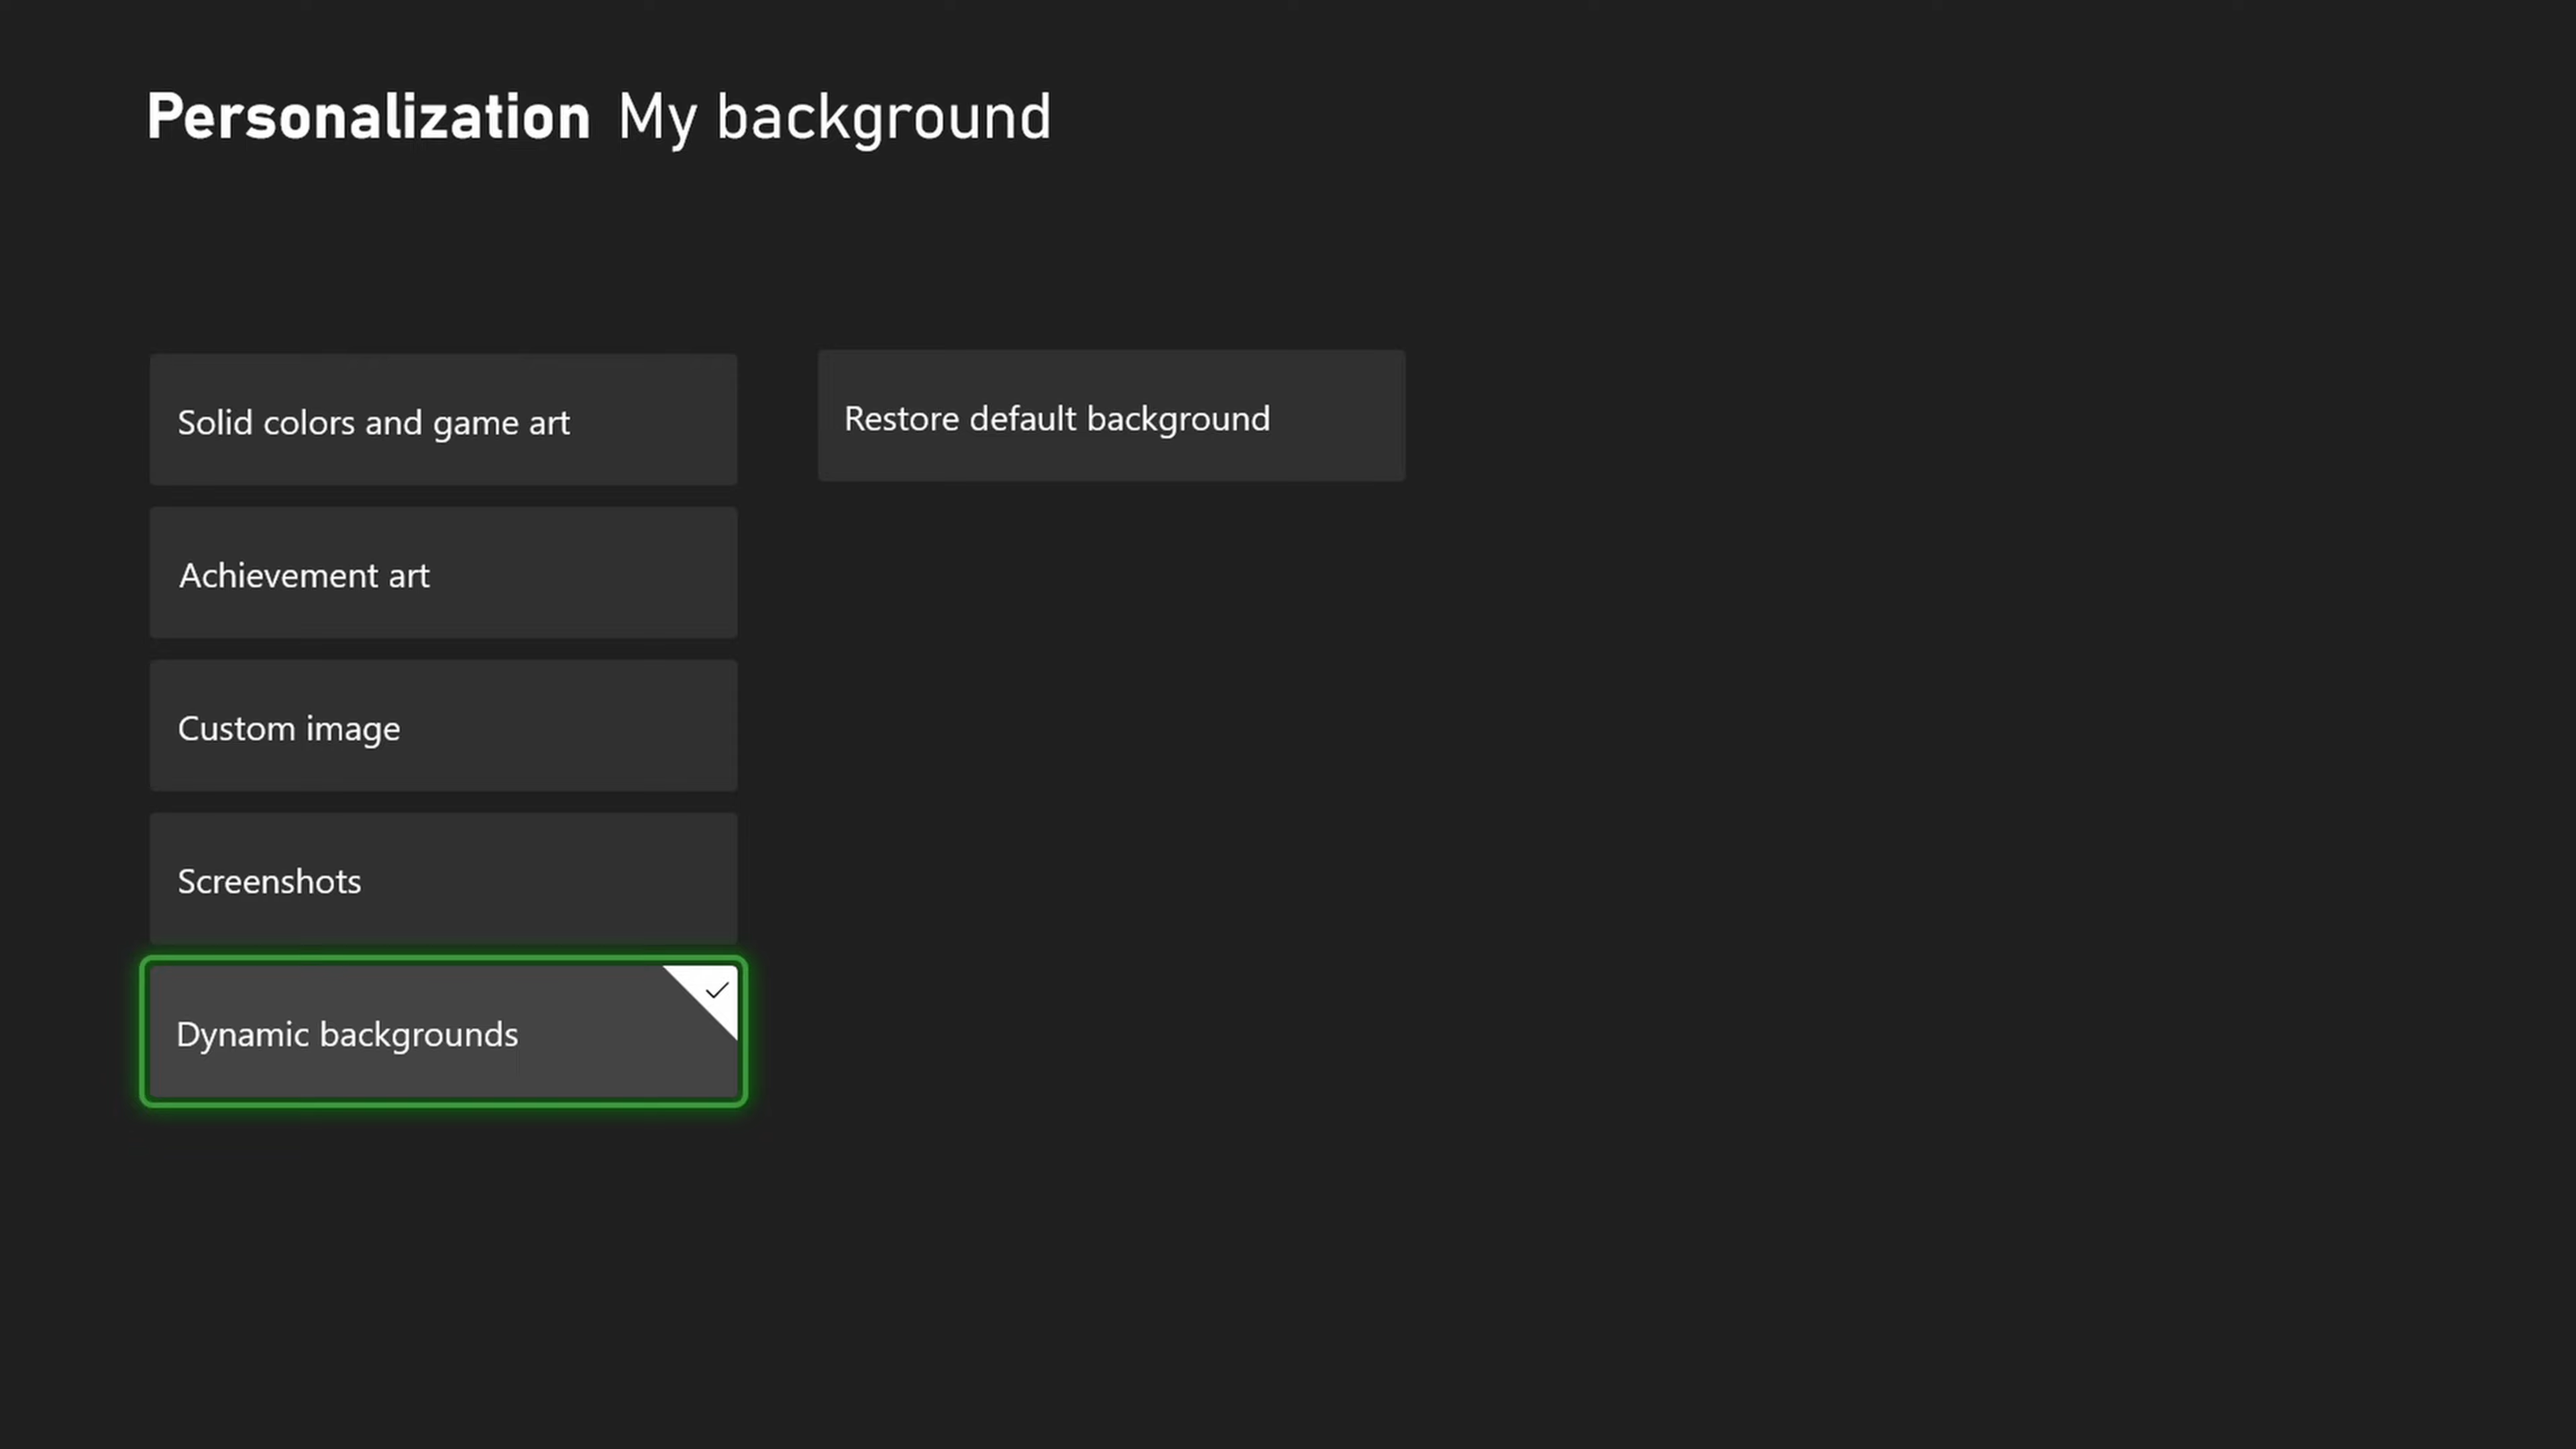 Personalization My background
Solid colors and game art
Restore default background
Achievement art
Custom image
Screenshots
Dynamic backgrounds